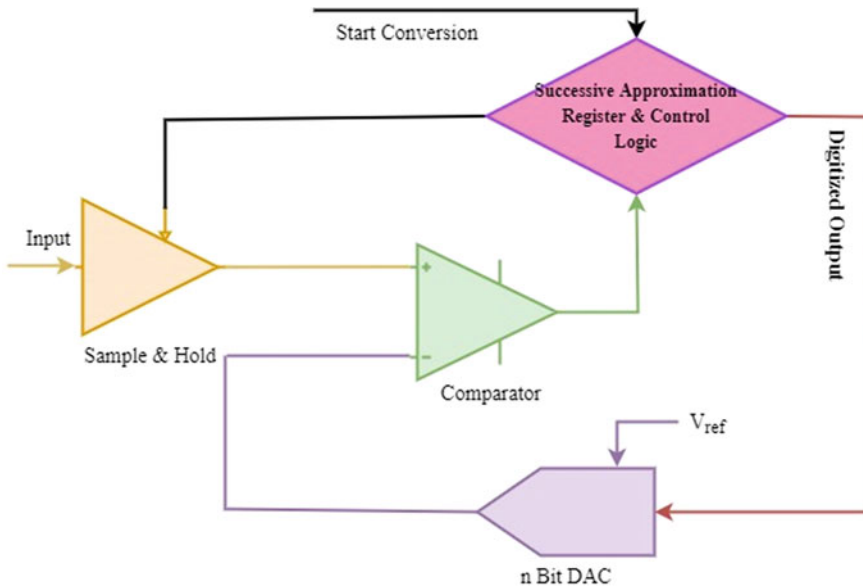 Start Conversion
Successive Approximation
Register & Control
Logic
Digitized Output
Input
+
Sample & Hold
−
Comparator
Vref
n Bit DAC